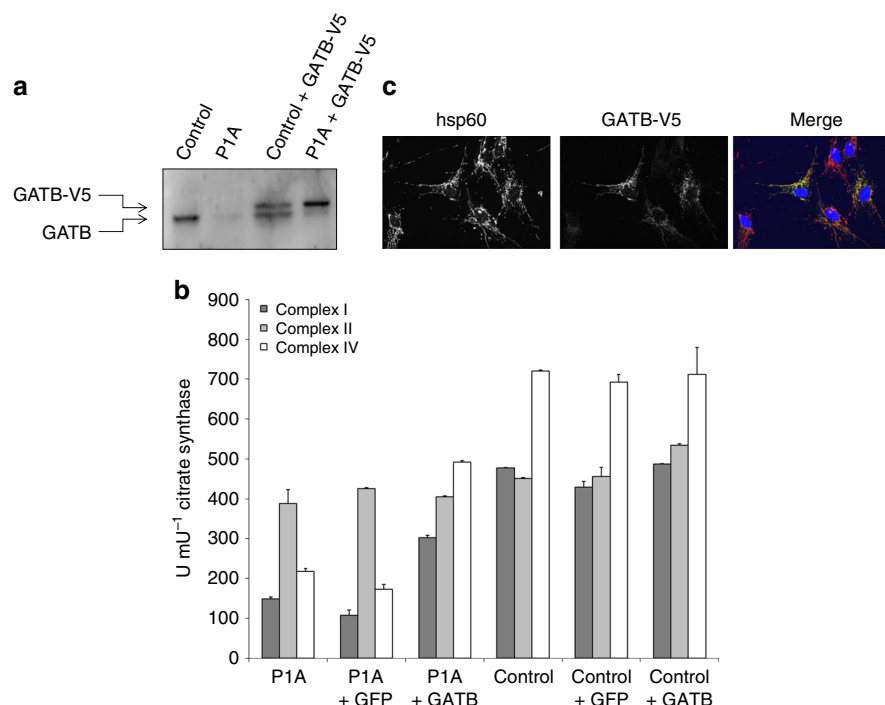 a
Control
P1A
Control + GATB-V5
P1A + GATB-V5
GATB-V5
GATB
c
hsp60
GATB-V5
Merge
b
U mU⁻¹ citrate synthase
900
800
700
600
500
400
300
200
100
0
Complex I
Complex II
Complex IV
P1A
P1A
+ GFP
P1A
+ GATB
Control
Control
+ GFP
Control
+ GATB